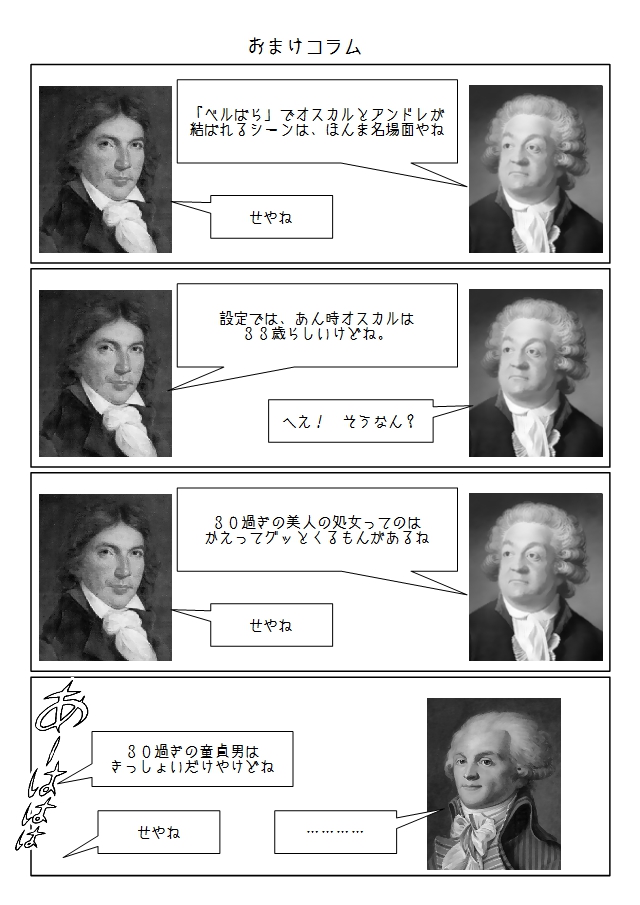 おまけコラム
「ベルばら」でオスカルとアンドレが
結ばれるシーンは、ほんま名場面やね
せやね
設定では、あん時オスカルは
33歳らしいけどね。
へえ！　そうなん？
30過ぎの美人の処女ってのは
かえってグッとくるもんがあるね
せやね
あーははは
30過ぎの童貞男は
きっしょいだけやけどね
せやね
…………